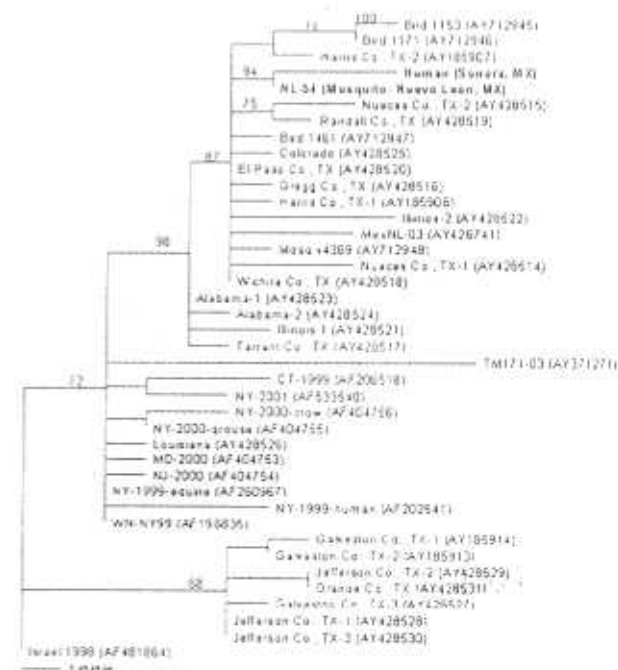 100
Bird 1153 (AY712945)
Bird 1171 (AY712946)
Harris Co., TX-2 (AY185907)
Human (Sonora, MX)
94
NL-54 (Mosquito, Nuevo Leon, MX)
75
Nueces Co., TX-2 (AY428515)
Randall Co., TX (AY428519)
Bird 1461 (AY712947)
87
Colorado (AY428525)
El Paso Co., TX (AY428520)
Gregg Co., TX (AY428516)
Harris Co., TX-1 (AY185906)
Illinois-2 (AY428522)
MexNL-03 (AY426741)
Mosq v4369 (AY712948)
Nueces Co., TX-1 (AY428514)
Wichita Co., TX (AY428518)
Alabama-1 (AY428523)
Alabama-2 (AY428524)
Illinois-1 (AY428521)
Tarrant Co., TX (AY428517)
TM171-03 (AY371271)
72
CT-1999 (AF206518)
NY-2001 (AF533540)
NY-2000-crow (AF404756)
NY-2000-grouse (AF404755)
Louisiana (AY428526)
MD-2000 (AF404753)
NJ-2000 (AF404754)
NY-1999-equine (AF260967)
NY-1999-human (AF202541)
WN-NY99 (AF196835)
Galveston Co., TX-1 (AY185914)
Galveston Co., TX-2 (AY185913)
Jefferson Co., TX-2 (AY428529)
Orange Co., TX (AY428531)
Galveston Co., TX-3 (AY428527)
Jefferson Co., TX-1 (AY428528)
Jefferson Co., TX-3 (AY428530)
Israel 1998 (AF481864)